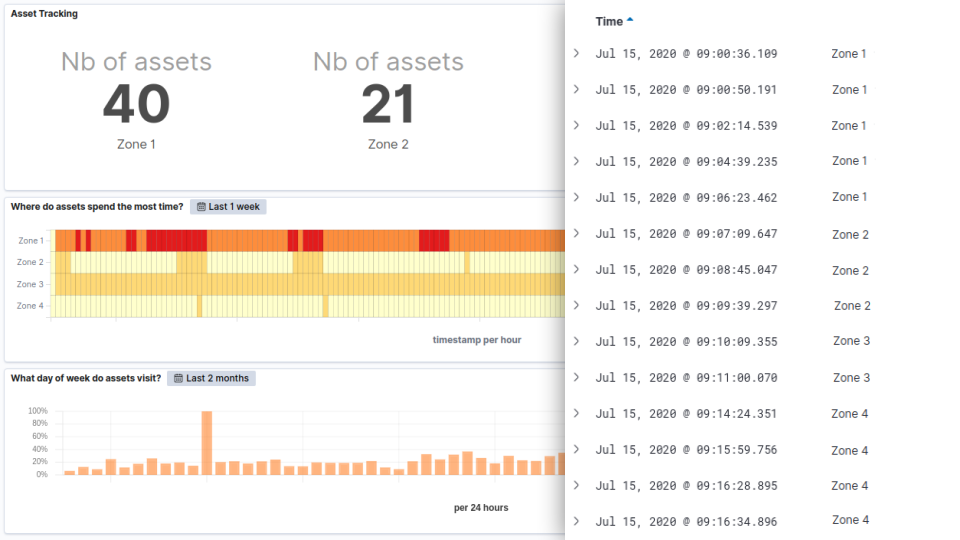 Asset Tracking
Nb of assets
40
Zone 1
Nb of assets
21
Zone 2
Where do assets spend the most time? Last 1 week
Zone 1
Zone 2
Zone 3
Zone 4
timestamp per hour
What day of week do assets visit? Last 2 months
100%
80%
60%
40%
20%
0%
per 24 hours
Time
Jul 15, 2020 @ 09:00:36.109 Zone 1
Jul 15, 2020 @ 09:00:50.191 Zone 1
Jul 15, 2020 @ 09:02:14.539 Zone 1
Jul 15, 2020 @ 09:04:39.235 Zone 1
Jul 15, 2020 @ 09:06:23.462 Zone 1
Jul 15, 2020 @ 09:07:09.647 Zone 2
Jul 15, 2020 @ 09:08:45.047 Zone 2
Jul 15, 2020 @ 09:09:39.297 Zone 2
Jul 15, 2020 @ 09:10:09.355 Zone 3
Jul 15, 2020 @ 09:11:00.070 Zone 3
Jul 15, 2020 @ 09:14:24.351 Zone 4
Jul 15, 2020 @ 09:15:59.756 Zone 4
Jul 15, 2020 @ 09:16:28.895 Zone 4
Jul 15, 2020 @ 09:16:34.896 Zone 4